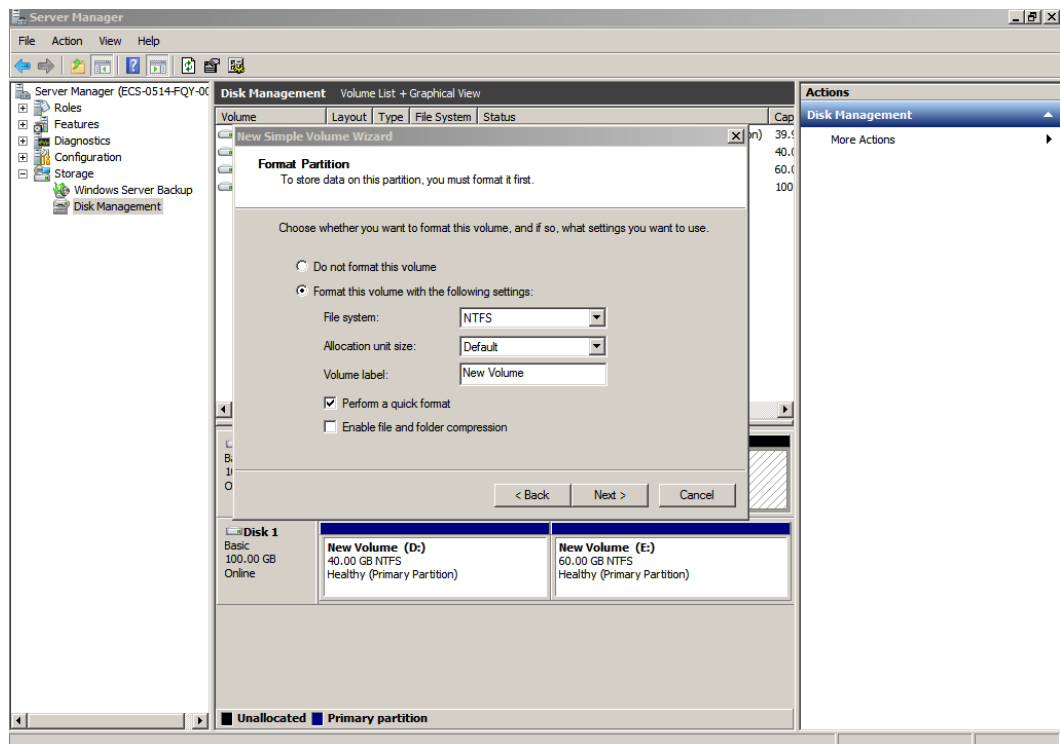 Server Manager
File Action View Help
Server Manager (ECS-0514-FQY-00
Roles
Features
Diagnostics
Configuration
Storage
Windows Server Backup
Disk Management
Disk Management Volume List + Graphical View
Volume Layout Type File System Status Cap
39.9
40.0
60.0
100
New Simple Volume Wizard
Format Partition
To store data on this partition, you must format it first.
Choose whether you want to format this volume, and if so, what settings you want to use.
Do not format this volume
Format this volume with the following settings:
File system: NTFS
Allocation unit size: Default
Volume label: New Volume
Perform a quick format
Enable file and folder compression
< Back Next > Cancel
Disk 1
Basic
100.00 GB
Online
New Volume (D:)
40.00 GB NTFS
Healthy (Primary Partition)
New Volume (E:)
60.00 GB NTFS
Healthy (Primary Partition)
Unallocated Primary partition
Actions
Disk Management
More Actions